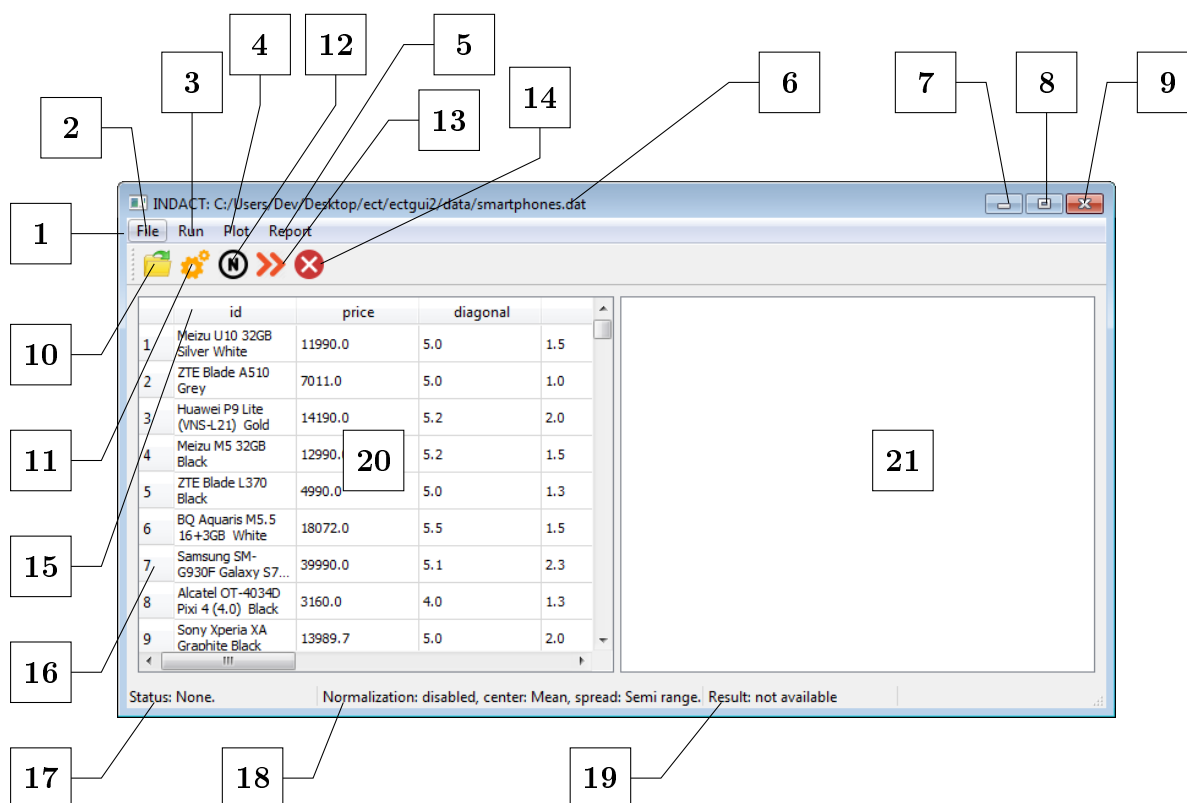 4 12 5
3 6 7 8 9
14
2 13
INDACT: C:/Users/Dev/Desktop/ect/ectgui2/data/smartphones.dat
1
File Run Plot Report
N
id price diagonal
10
1 Meizu U10 32GB Silver White 11990.0 5.0 1.5
2 ZTE Blade A510 Grey 7011.0 5.0 1.0
3 Huawei P9 Lite (VNS-L21) Gold 14190.0 5.2 2.0
11 20 21
4 Meizu M5 32GB Black 12990. 5.2 1.5
5 ZTE Blade L370 Black 4990.0 5.0 1.3
6 BQ Aquaris M5.5 16+3GB White 18072.0 5.5 1.5
15
7 Samsung SM-G930F Galaxy S7... 39990.0 5.1 2.3
8 Alcatel OT-4034D Pixi 4 (4.0) Black 3160.0 4.0 1.3
9 Sony Xperia XA Graphite Black 13989.7 5.0 2.0
16
Status: None. Normalization: disabled, center: Mean, spread: Semi range. Result: not available
17 18 19